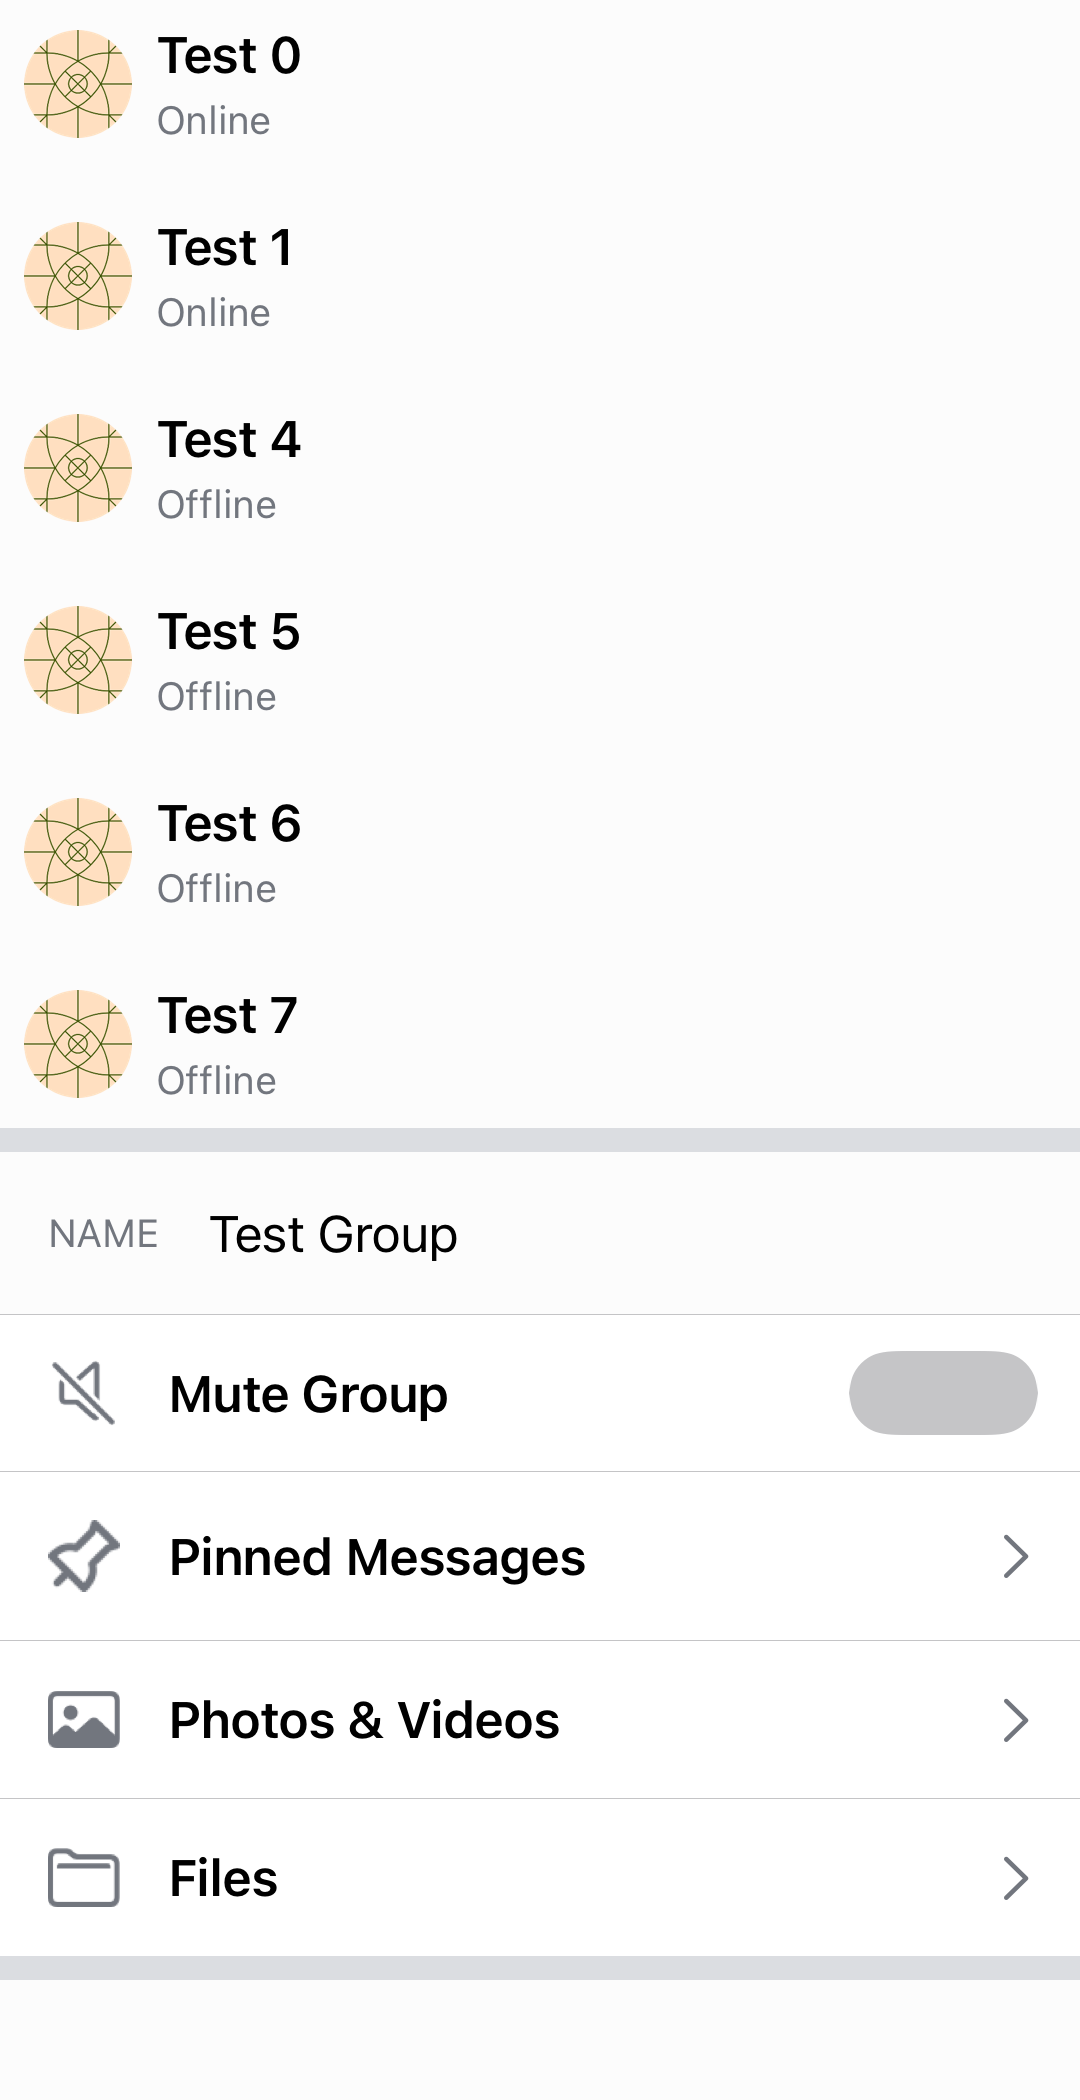 Test 0
Online
Test 1
Online
Test 4
Offline
Test 5
Offline
Test 6
Offline
Test 7
Offline
NAME Test Group
Mute Group
Pinned Messages
Photos & Videos
Files